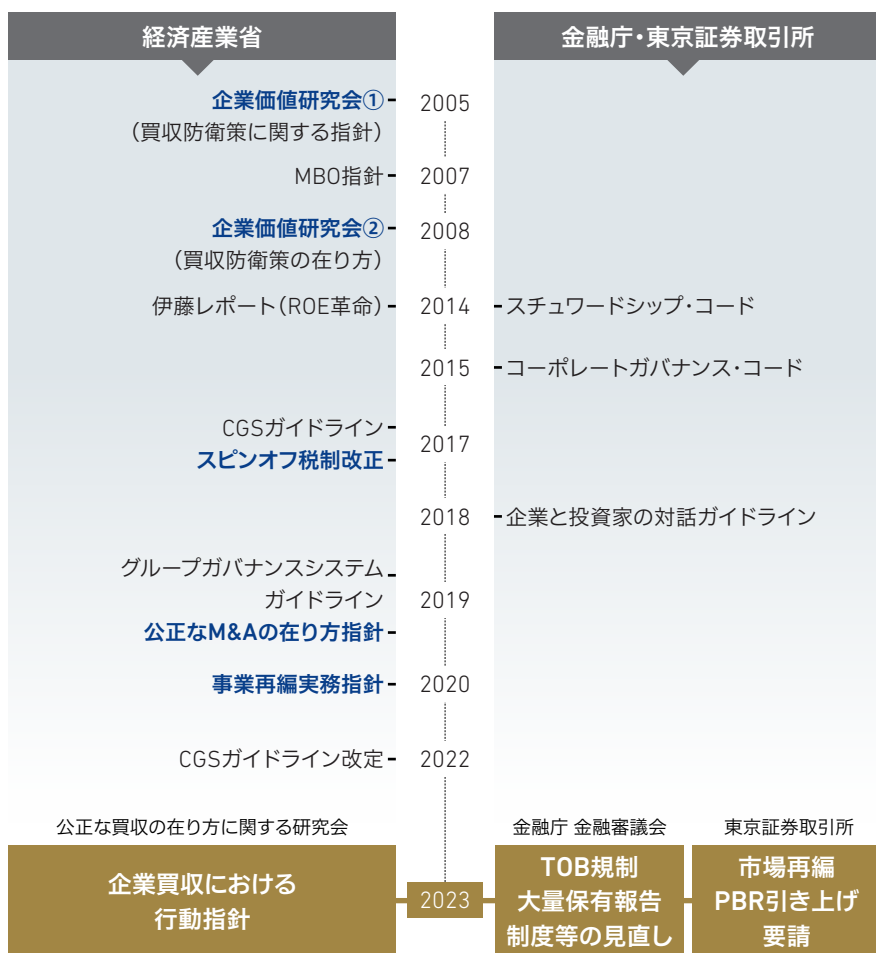 経済産業省
金融庁・東京証券取引所
企業価値研究会①
2005
(買収防衛策に関する指針)
MBO指針
2007
企業価値研究会②
2008
(買収防衛策の在り方)
伊藤レポート(ROE革命)
2014
スチュワードシップ・コード
2015
コーポレートガバナンス・コード
CGSガイドライン
2017
スピンオフ税制改正
2018
企業と投資家の対話ガイドライン
グループガバナンスシステム
ガイドライン
2019
公正なM&Aの在り方指針
事業再編実務指針
2020
CGSガイドライン改定
2022
公正な買収の在り方に関する研究会
企業買収における
行動指針
2023
金融庁 金融審議会
TOB規制
大量保有報告
制度等の見直し
東京証券取引所
市場再編
PBR引き上げ
要請